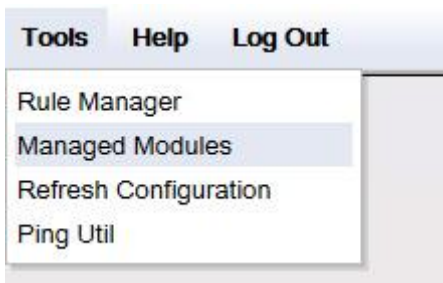 Tools Help Log Out
Rule Manager
Managed Modules
Refresh Configuration
Ping Util